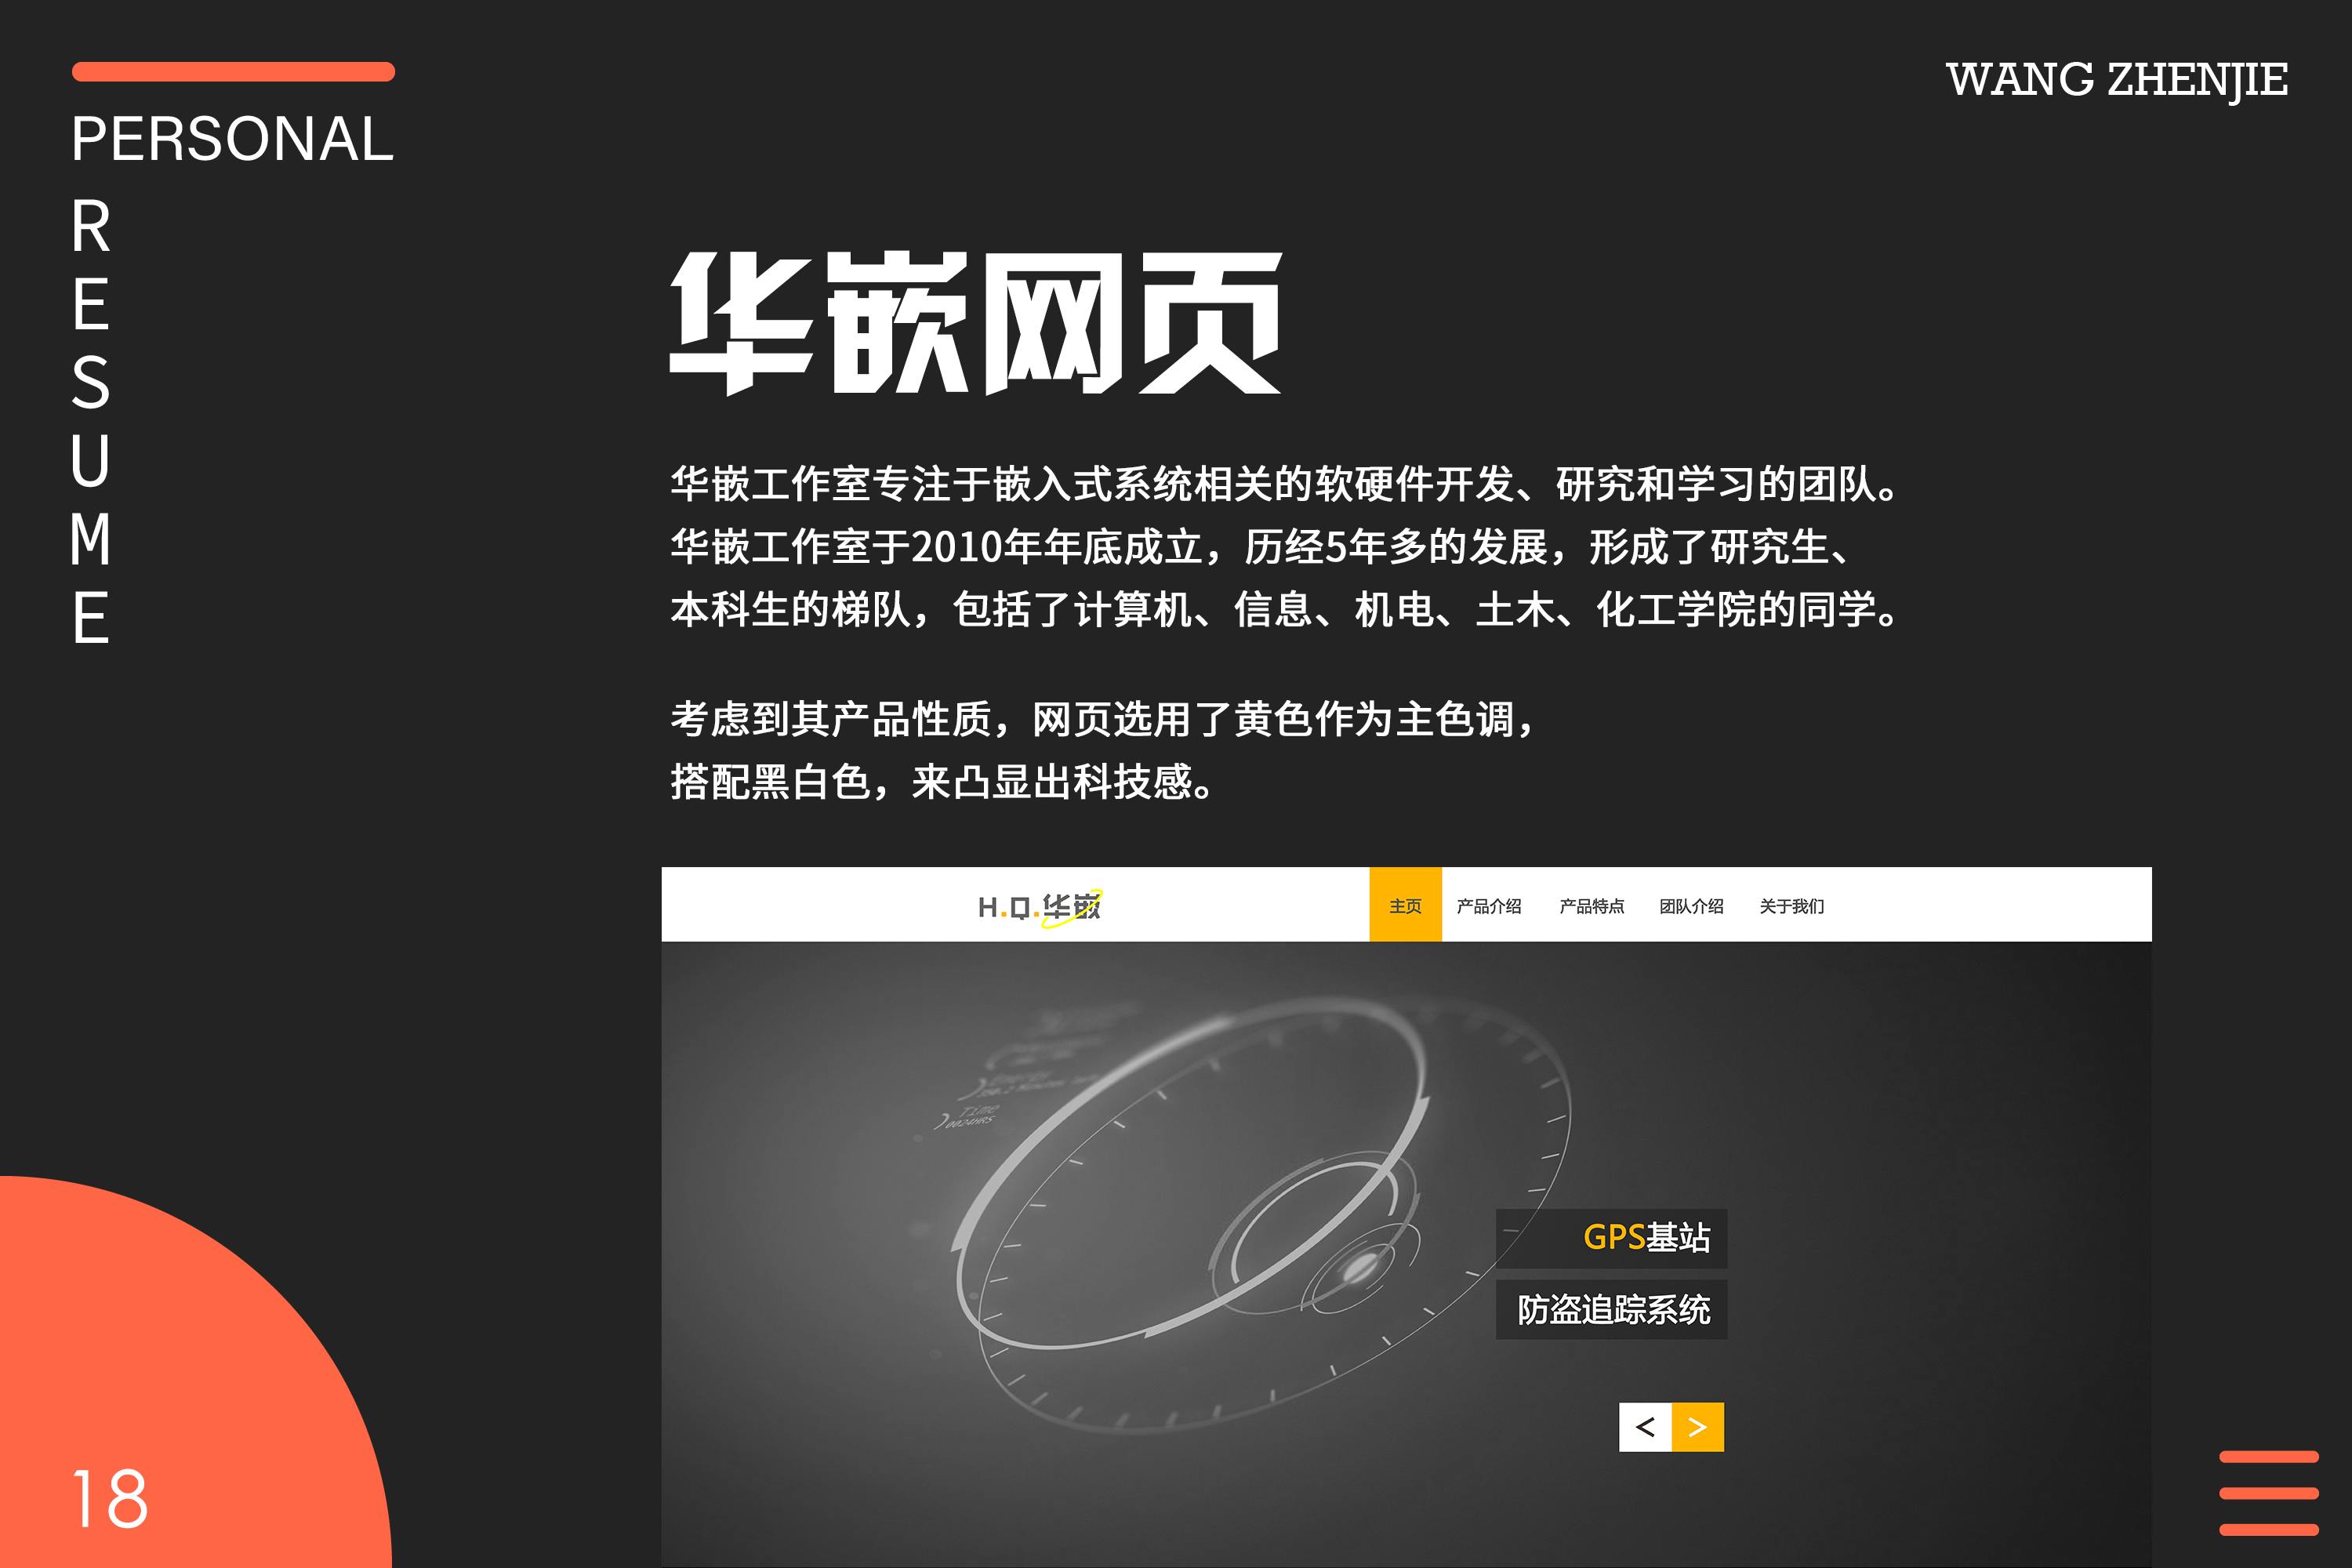 WANG ZHENJIE
PERSONAL
RESUME
华嵌网页
华嵌工作室专注于嵌入式系统相关的软硬件开发、研究和学习的团队。
华嵌工作室于2010年年底成立，历经5年多的发展，形成了研究生、
本科生的梯队，包括了计算机、信息、机电、土木、化工学院的同学。
考虑到其产品性质，网页选用了黄色作为主色调，
搭配黑白色，来凸显出科技感。
H.Q.华嵌
主页 产品介绍 产品特点 团队介绍 关于我们
Time
0024HRS
GPS基站
防盗追踪系统
< >
18